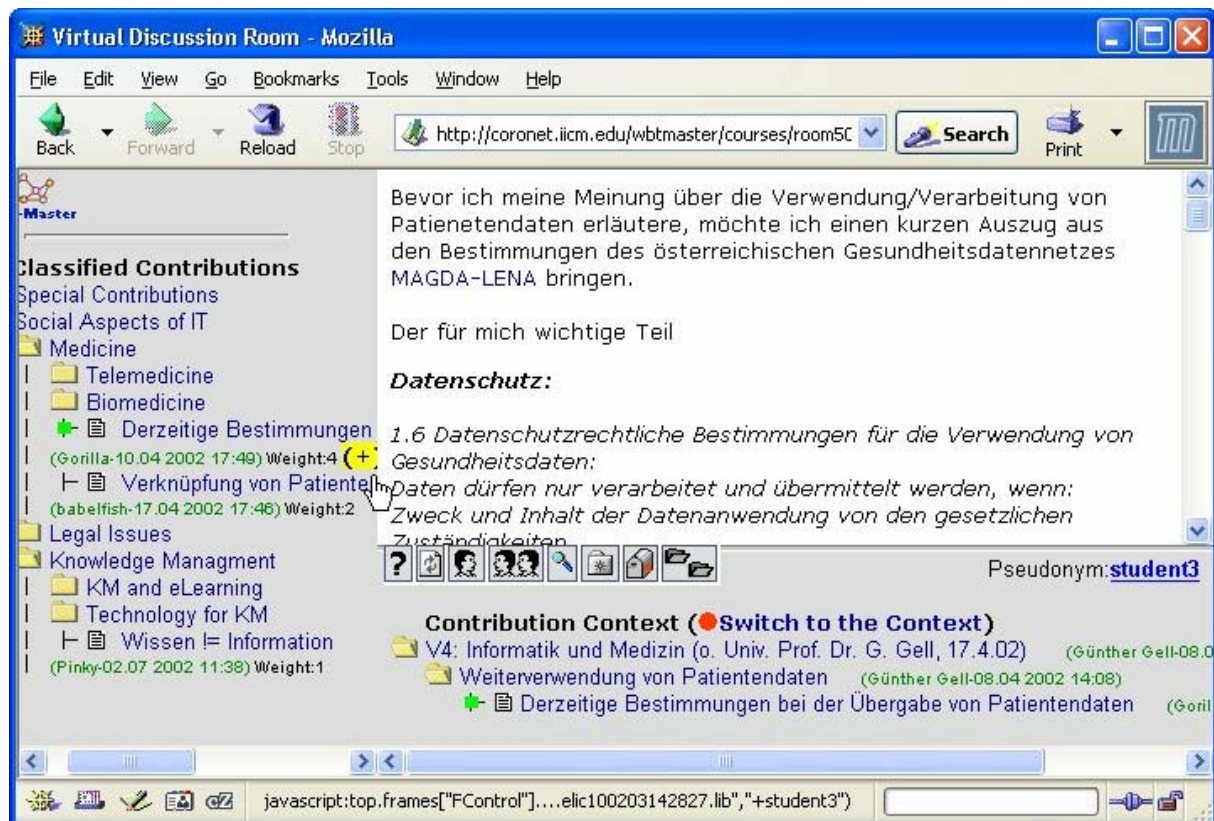 Virtual Discussion Room - Mozilla
File Edit View Go Bookmarks Tools Window Help
Back Forward Reload Stop http://coronet.iicm.edu/wbtmaster/courses/room50 Search Print
-Master
Classified Contributions
Special Contributions
Social Aspects of IT
Medicine
Telemedicine
Biomedicine
Derzeitige Bestimmungen
(Gorilla-10.04 2002 17:49) Weight:4 (+)
Verknüpfung von Patiente
(babelfish-17.04 2002 17:46) Weight:2
Legal Issues
Knowledge Managment
KM and eLearning
Technology for KM
Wissen != Information
(Pinky-02.07 2002 11:38) Weight:1
Bevor ich meine Meinung über die Verwendung/Verarbeitung von
Patienetendaten erläutere, möchte ich einen kurzen Auszug aus
den Bestimmungen des österreichischen Gesundheitsdatennetzes
MAGDA-LENA bringen.
Der für mich wichtige Teil
Datenschutz:
1.6 Datenschutzrechtliche Bestimmungen für die Verwendung von
Gesundheitsdaten:
Daten dürfen nur verarbeitet und übermittelt werden, wenn:
Zweck und Inhalt der Datenanwendung von den gesetzlichen
Zuständigkeiten
Pseudonym:student3
Contribution Context (Switch to the Context)
V4: Informatik und Medizin (o. Univ. Prof. Dr. G. Gell, 17.4.02) (Günther Gell-08.0
Weiterverwendung von Patientendaten (Günther Gell-08.04 2002 14:08)
Derzeitige Bestimmungen bei der Übergabe von Patientendaten (Goril
javascript:top.frames["FControl"]....elic100203142827.lib","+student3")